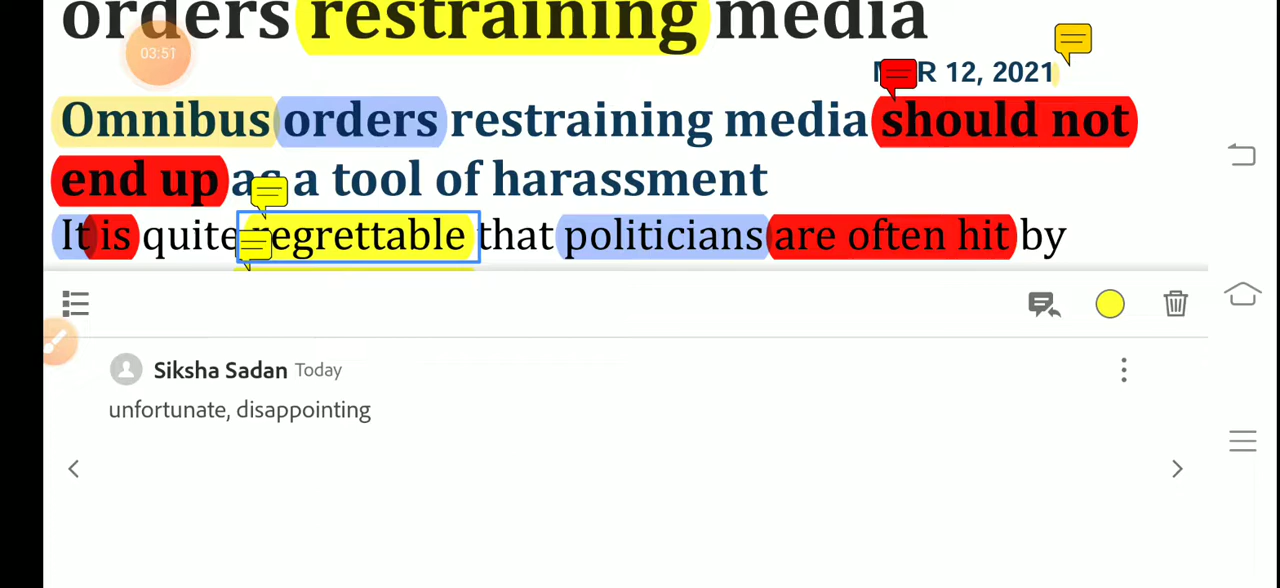 orders restraining media
03:51
MAR 12, 2021
Omnibus orders restraining media should not
end up as a tool of harassment
It is quite regrettable that politicians are often hit by
Siksha Sadan Today
unfortunate, disappointing